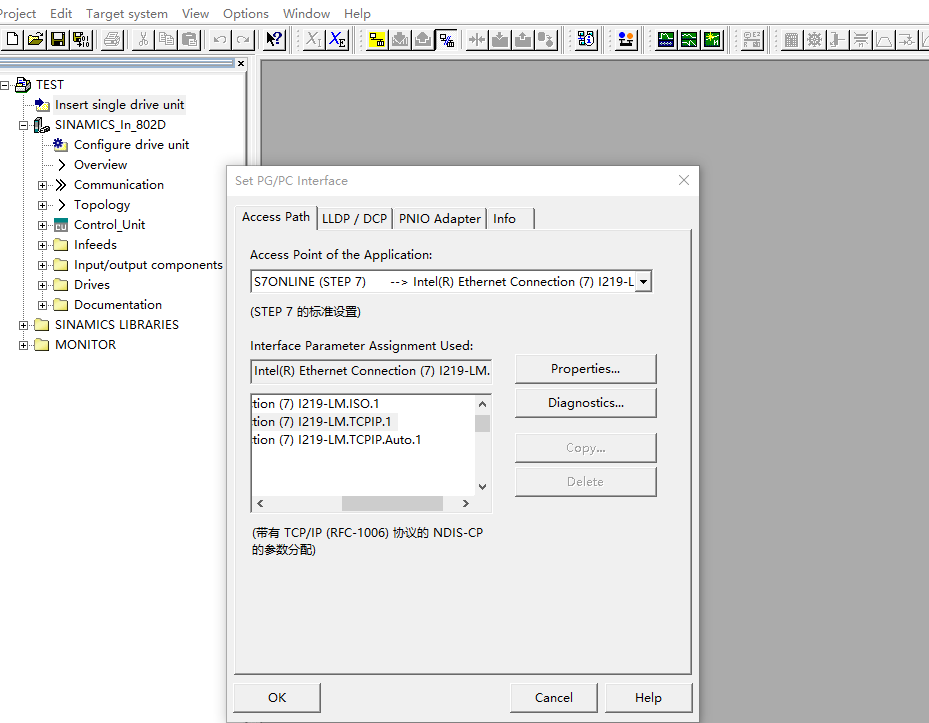 Project Edit Target system View Options Window Help
TEST
Insert single drive unit
SINAMICS_In_802D
Configure drive unit
Overview
Communication
Topology
Control_Unit
Infeeds
Input/output components
Drives
Documentation
SINAMICS LIBRARIES
MONITOR
Set PG/PC Interface
Access Path LLDP / DCP PNIO Adapter Info
Access Point of the Application:
S7ONLINE (STEP 7) --> Intel(R) Ethernet Connection (7) I219-L
(STEP 7 的标准设置)
Interface Parameter Assignment Used:
Intel(R) Ethernet Connection (7) I219-LM.
Properties...
tion (7) I219-LM.ISO.1
tion (7) I219-LM.TCPIP.1
tion (7) I219-LM.TCPIP.Auto.1
Diagnostics...
Copy...
Delete
(带有 TCP/IP (RFC-1006) 协议的 NDIS-CP
的参数分配)
OK Cancel Help